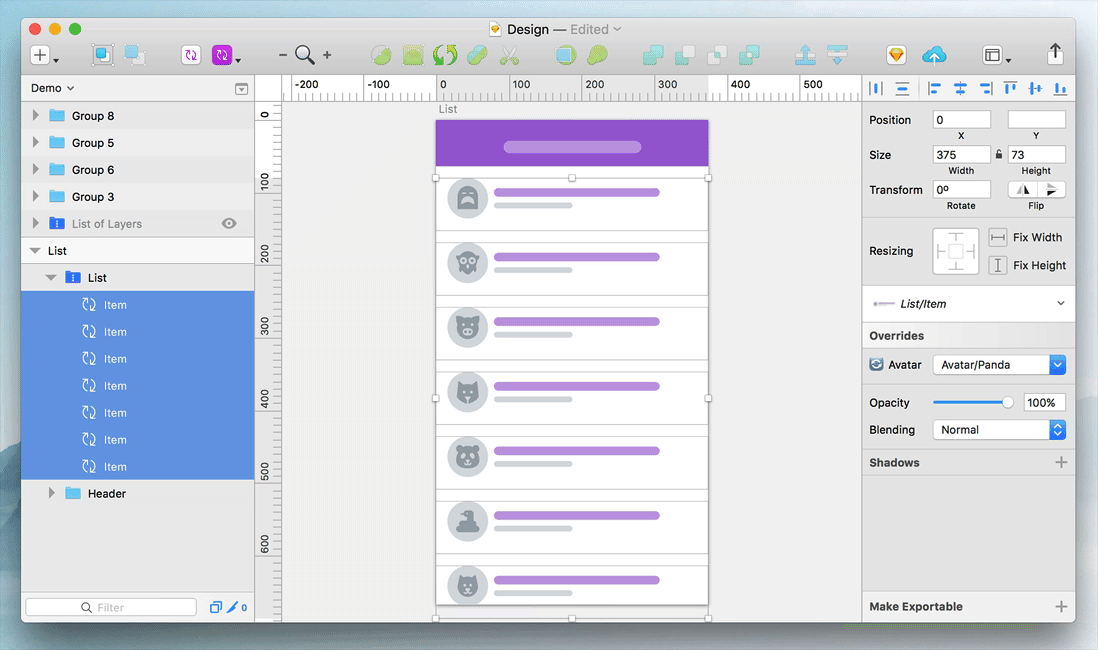 Design — Edited
Demo
Group 8
Group 5
Group 6
Group 3
List of Layers
List
List
Item
Item
Item
Item
Item
Item
Item
Header
Filter
0
-200 -100 0 100 200 300 400 500
0
100
200
300
400
500
600
List
Position 0
X Y
Size 375 73
Width Height
Transform 0º
Rotate Flip
Resizing Fix Width
Fix Height
List/Item
Overrides
Avatar Avatar/Panda
Opacity 100%
Blending Normal
Shadows
Make Exportable